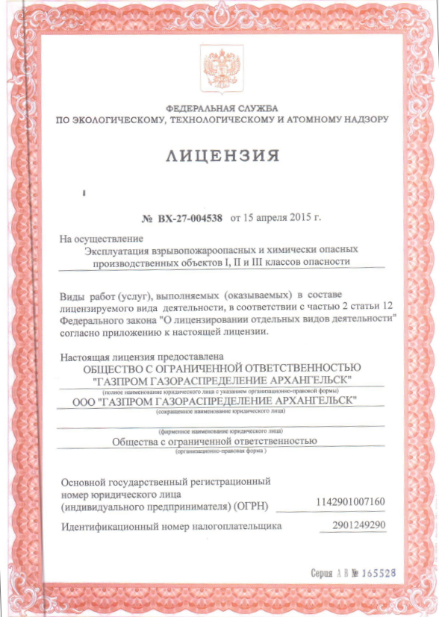 ФЕДЕРАЛЬНАЯ СЛУЖБА
ПО ЭКОЛОГИЧЕСКОМУ, ТЕХНОЛОГИЧЕСКОМУ И АТОМНОМУ НАДЗОРУ
ЛИЦЕНЗИЯ
№ ВХ-27-004538 от 15 апреля 2015 г.
На осуществление
Эксплуатация взрывопожароопасных и химически опасных
производственных объектов I, II и III классов опасности
Виды работ (услуг), выполняемых (оказываемых) в составе
лицензируемого вида деятельности, в соответствии с частью 2 статьи 12
Федерального закона "О лицензировании отдельных видов деятельности"
согласно приложению к настоящей лицензии.
Настоящая лицензия предоставлена
ОБЩЕСТВО С ОГРАНИЧЕННОЙ ОТВЕТСТВЕННОСТЬЮ
"ГАЗПРОМ ГАЗОРАСПРЕДЕЛЕНИЕ АРХАНГЕЛЬСК"
(полное наименование юридического лица с указанием организационно-правовой формы)
ООО "ГАЗПРОМ ГАЗОРАСПРЕДЕЛЕНИЕ АРХАНГЕЛЬСК"
(сокращенное наименование юридического лица)
(фирменное наименование юридического лица)
Общества с ограниченной ответственностью
(организационно-правовая форма)
Основной государственный регистрационный
номер юридического лица
(индивидуального предпринимателя) (ОГРН) 1142901007160
Идентификационный номер налогоплательщика 2901249290
Серия А В № 165528